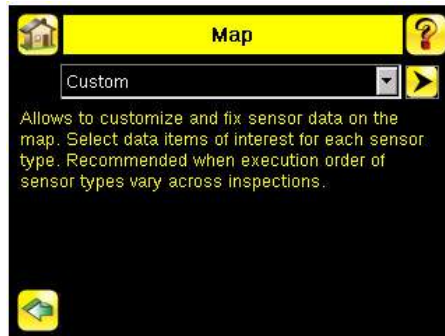 Map
?
Custom
Allows to customize and fix sensor data on the
map. Select data items of interest for each sensor
type. Recommended when execution order of
sensor types vary across inspections.